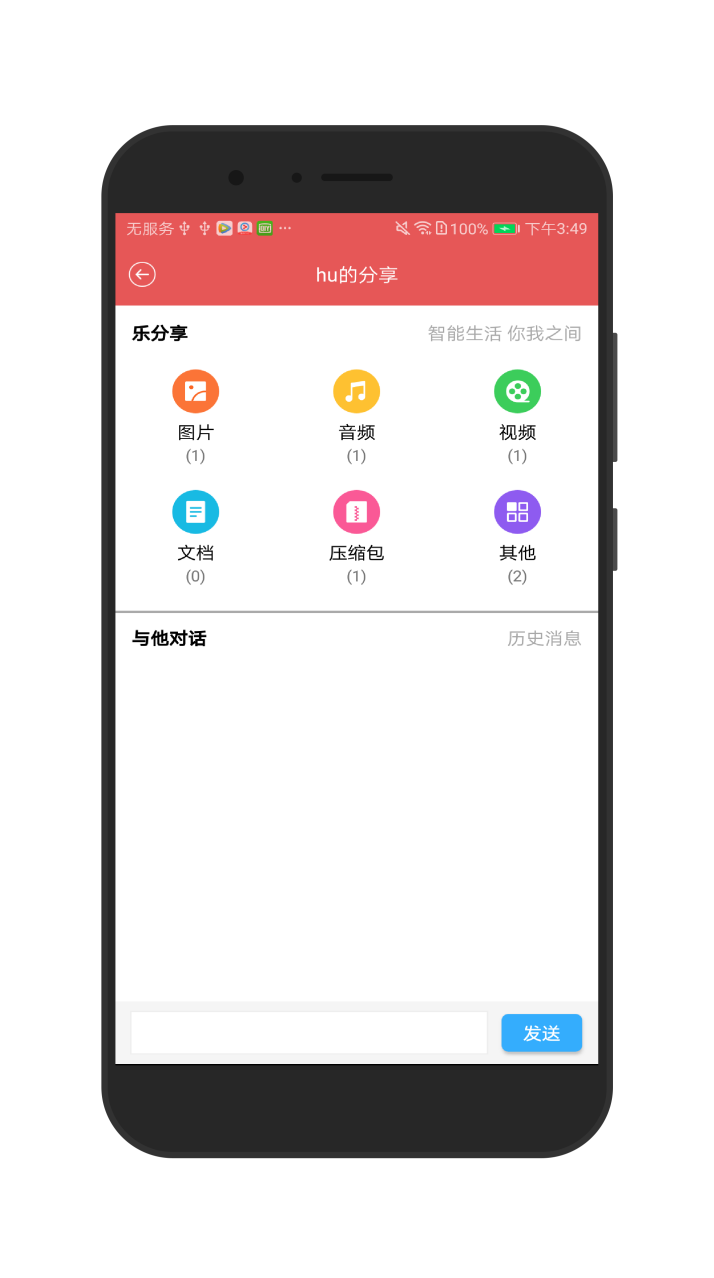 无服务 100% 下午3:49
hu的分享
乐分享 智能生活 你我之间
图片 音频 视频
(1) (1) (1)
文档 压缩包 其他
(0) (1) (2)
与他对话 历史消息
发送